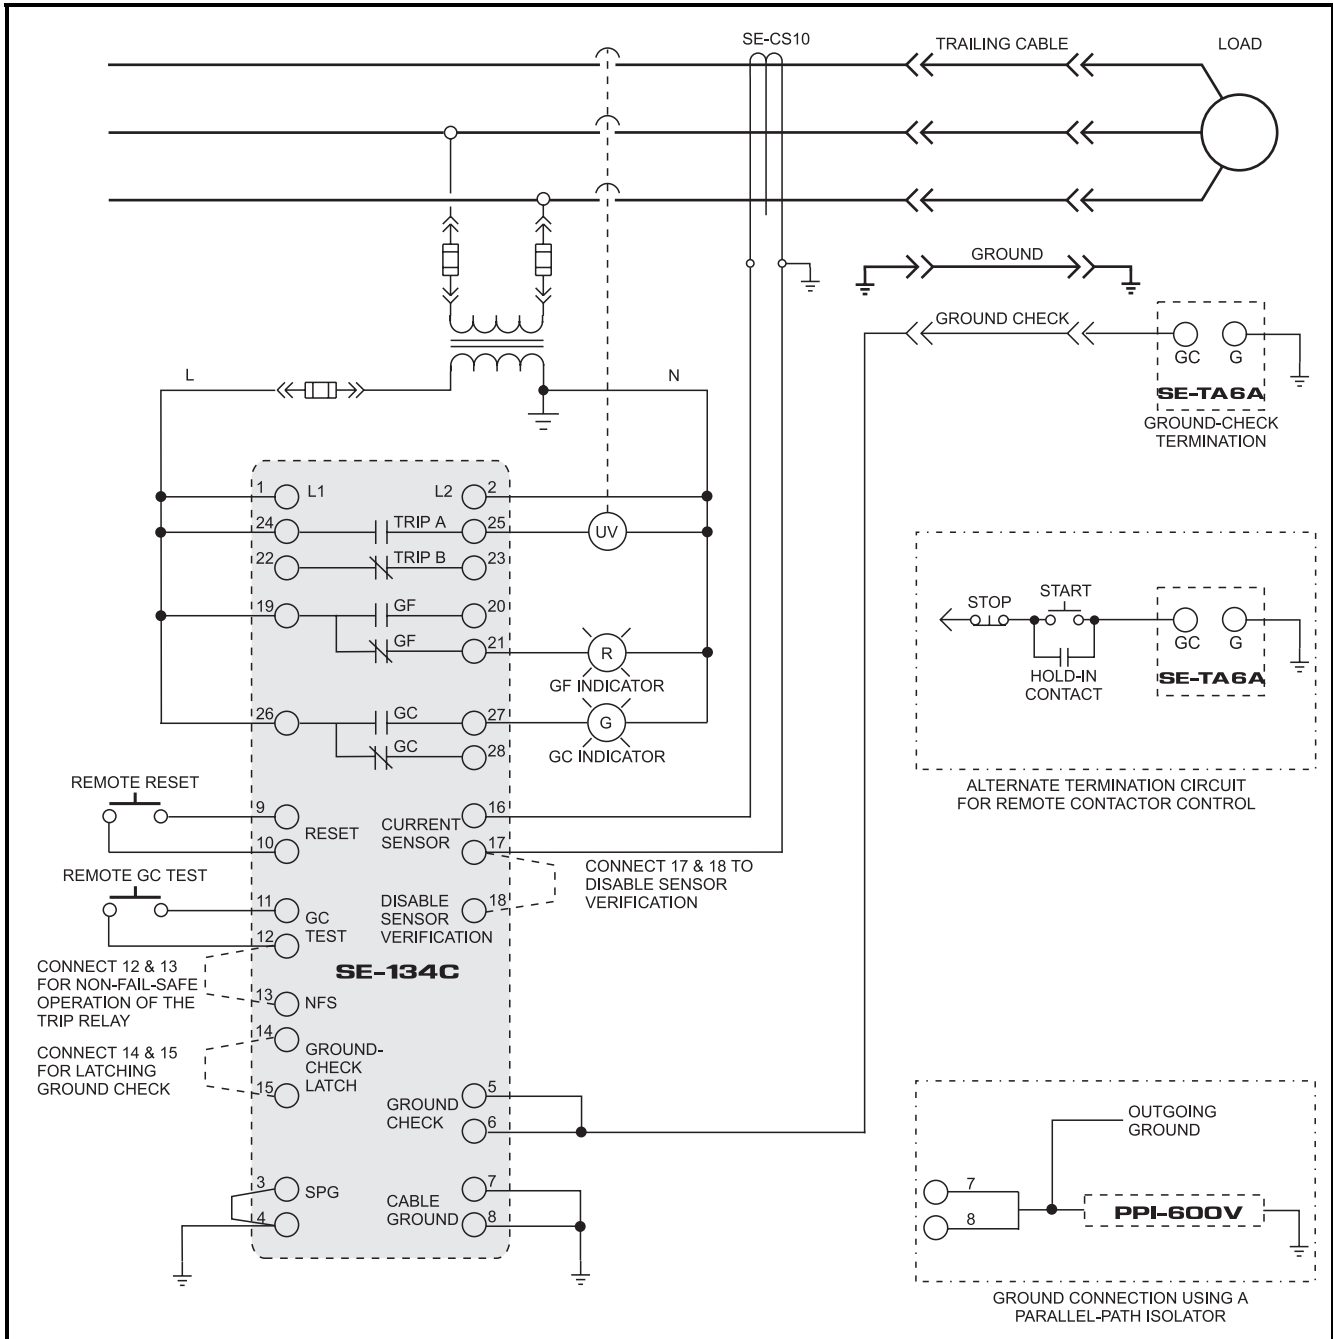 SE-CS10
TRAILING CABLE
LOAD
GROUND
GROUND CHECK
GC
G
SE-TA6A
GROUND-CHECK
TERMINATION
L
N
1
L1
L2
2
24
TRIP A
25
UV
22
TRIP B
23
19
GF
20
GF
21
R
GF INDICATOR
26
GC
27
G
GC
28
GC INDICATOR
STOP
START
HOLD-IN
CONTACT
GC
G
SE-TA6A
ALTERNATE TERMINATION CIRCUIT
FOR REMOTE CONTACTOR CONTROL
REMOTE RESET
9
10
RESET
CURRENT
SENSOR
16
17
REMOTE GC TEST
11
12
GC
TEST
DISABLE
SENSOR
VERIFICATION
18
CONNECT 17 & 18 TO
DISABLE SENSOR
VERIFICATION
SE-134C
CONNECT 12 & 13
FOR NON-FAIL-SAFE
OPERATION OF THE
TRIP RELAY
13
NFS
14
CONNECT 14 & 15
FOR LATCHING
GROUND CHECK
15
GROUND-
CHECK
LATCH
GROUND
CHECK
5
6
3
SPG
4
CABLE
GROUND
7
8
OUTGOING
GROUND
7
8
PPI-600V
GROUND CONNECTION USING A
PARALLEL-PATH ISOLATOR